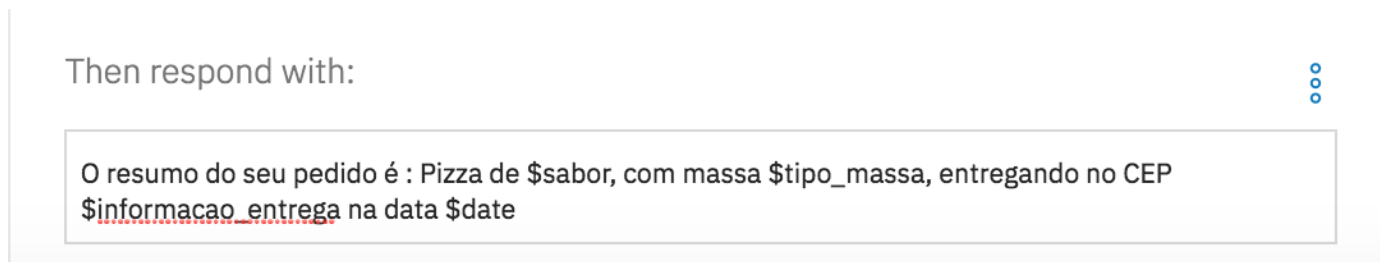 Then respond with:
O resumo do seu pedido é : Pizza de $sabor, com massa $tipo_massa, entregando no CEP
$informacao_entrega na data $date